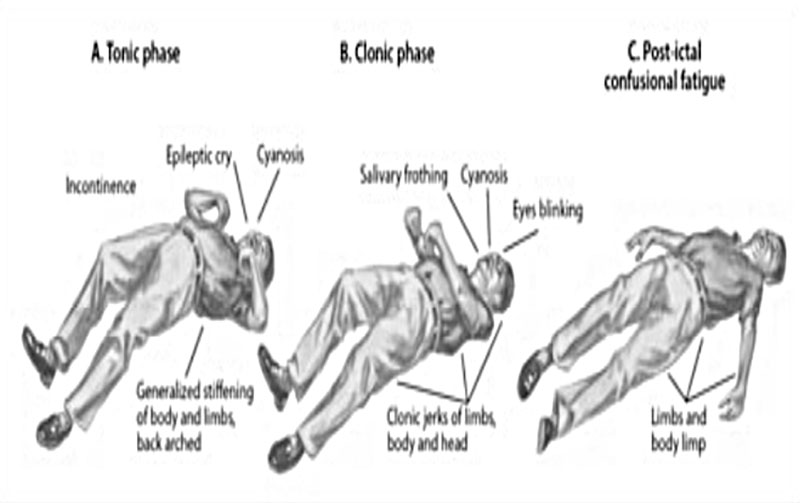 A. Tonic phase
Incontinence
Epileptic cry
Cyanosis
Generalized stiffening
of body and limbs,
back arched
B. Clonic phase
Salivary frothing
Cyanosis
Eyes blinking
Clonic jerks of limbs,
body and head
C. Post-ictal
confusional fatigue
Limbs and
body limp